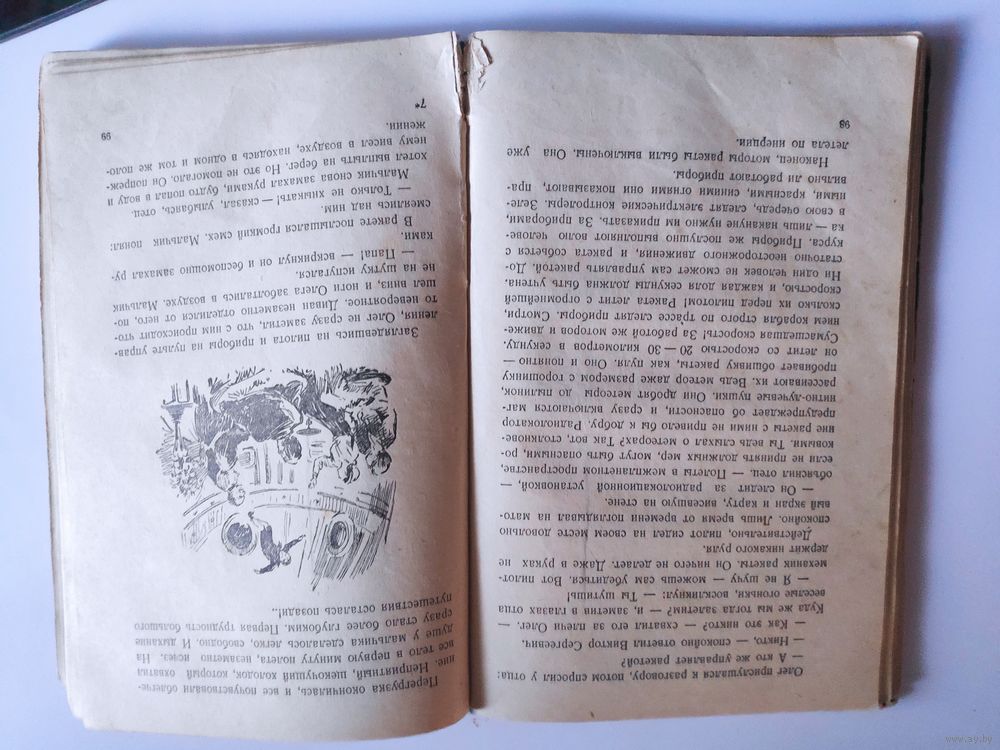 Олег прислушался к разговору, потом спросил у отца:
— А кто же управляет ракетой?
— Никто, — спокойно ответил Виктор Сергеевич.
— Как это никто? — схватил его за плечи Олег. —
Куда же мы тогда залетим? — и, заметив в глазах отца
веселые огоньки, воскликнул: — Ты шутишь!
— Я не шучу — можешь сам убедиться. Вот пилот-
механик ракеты. Он ничего не делает. Даже в руках не
держит никакого руля.
Действительно, пилот сидел на своем месте довольно
спокойно. Лишь время от времени поглядывал на мато-
вый экран и карту, висевшую на стене.
— Он следит за радиолокационной установкой, —
объяснил отец. — Полеты в межпланетном пространстве,
если не принять должных мер, могут быть опасными, ро-
ковыми. Ты ведь слыхал о метеорах? Так вот, столкнове-
ние ракеты с ними не привело бы к добру. Радиолокатор
предупреждает об опасности, и сразу включаются маг-
нитно-лучевые пушки. Они дробят метеоры до пылинок
рассеивают их. Ведь метеор даже размером с горошинку
пробивает обшивку ракеты, как пуля. Оно и понятно —
он летит со скоростью 20 — 30 километров в секунду.
Сумасшедшая скорость! За работой же моторов и движе-
нием корабля строго по трассе следят приборы. Смотри,
сколько их перед пилотом! Ракета летит с огромнейшей
скоростью, и каждая доля секунды должна быть учтена.
Ни один человек не сможет сам управлять ракетой. До-
статочно неосторожного движения, и ракета собьется с
курса. Приборы же послушно выполняют волю челове-
ка — лишь накануне нужно им приказать. За приборами,
в свою очередь, следят электрические контролеры. Зеле-
ными, красными, синими огнями они показывают, пра-
вильно ли работают приборы.
Наконец, моторы ракеты были выключены. Она уже
летела по инерции.
98
Перегрузка окончилась, и все почувствовали облегче-
ние. Неприятный, щекочущий холодок, который охватил
все тело в первую минуту полета, незаметно исчез. На
душе у мальчика сделалось легко, свободно. И дыхание
сразу стало более глубоким. Первая трудность большого
путешествия осталась позади!..
Заглядевшись на пилота и приборы на пульте управ-
ления, Олег не сразу заметил, что с ним происходит что-
то невероятное. Диван незаметно отделился от него, по-
шел вниз, и ноги Олега заболтались в воздухе. Мальчик
не на шутку испугался.
— Папа! — вскрикнул он и беспомощно замахал ру-
ками.
В ракете послышался громкий смех. Мальчик понял:
смеялись над ним.
— Только не хныкать! — сказал, улыбаясь, отец.
Мальчик снова замахал руками, будто попал в воду и
хотел выплыть на берег. Но это не помогало. Он по-преж-
нему висел в воздухе, находясь в одном и том же поло-
жении.
7*
99
www.ay.by